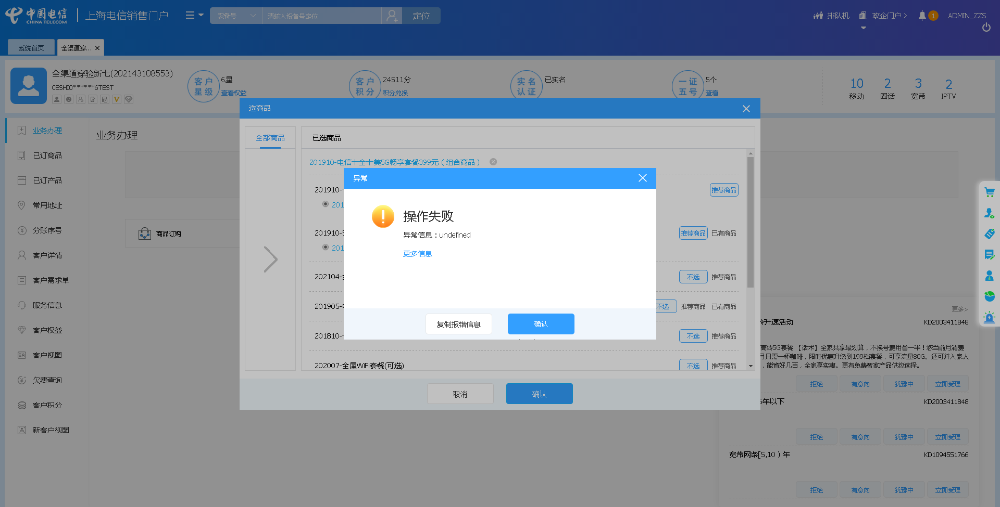 中国电信
CHINA TELECOM
上海电信销售门户
设备号
请输入设备号定位
定位
排队机
政企门户
1
ADMIN_ZZS
系统首页
全渠道穿...
全渠道穿验新七(202143108553)
CESHI0******6TEST
客户星级
6星
查看权益
客户积分
24511分
积分兑换
实名认证
已实名
一证五号
5个
查看
10
移动
2
固话
3
宽带
2
IPTV
业务办理
已订商品
已订产品
常用地址
分账序号
客户详情
客户需求单
服务信息
客户权益
客户视图
欠费查询
客户积分
新客户视图
业务办理
商品订购
选商品
全部商品
已选商品
201910-电信十全十美5G畅享套餐399元（组合商品）
201910-
推荐商品
201
201910-5
推荐商品
已有商品
201
202104-
不选
推荐商品
201905-
不选
推荐商品
已有商品
201810-
不选
推荐商品
202007-全屋WiFi套餐(可选)
不选
推荐商品
取消
确认
异常
操作失败
异常信息：undefined
更多信息
复制报错信息
确认
更多>
龄升速活动
KD2003411848
高转5G套餐 【话术】全家共享最划算，不换号费用省一半！您当前月消费
月只需一杯咖啡，限时优惠升级到199档套餐，可享流量80G。还可并入家人
，能省好几百，全家享实惠。更有免费智家产品供您选择。
拒绝
有意向
犹豫中
立即受理
5年以下
KD2003411848
拒绝
有意向
犹豫中
立即受理
宽带网龄[5,10）年
KD1094551766
拒绝
有意向
犹豫中
立即受理